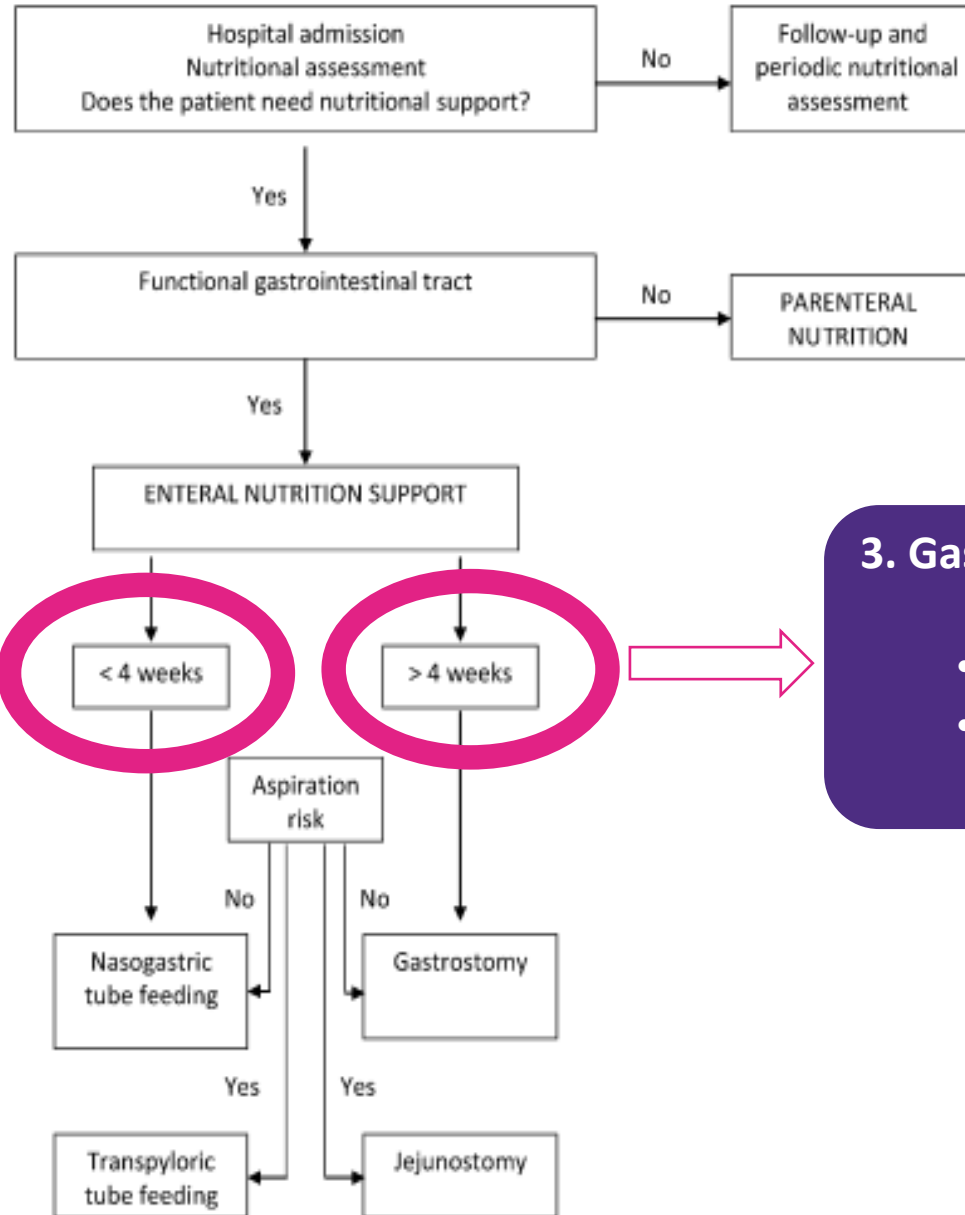 Hospital admission
Nutritional assessment
Does the patient need nutritional support?
No
Follow-up and
periodic nutritional
assessment
Yes
Functional gastrointestinal tract
No
PARENTERAL
NUTRITION
Yes
ENTERAL NUTRITION SUPPORT
3. Gas
•
•
< 4 weeks
> 4 weeks
Aspiration
risk
No
No
Nasogastric
tube feeding
Gastrostomy
Yes
Yes
Transpyloric
tube feeding
Jejunostomy